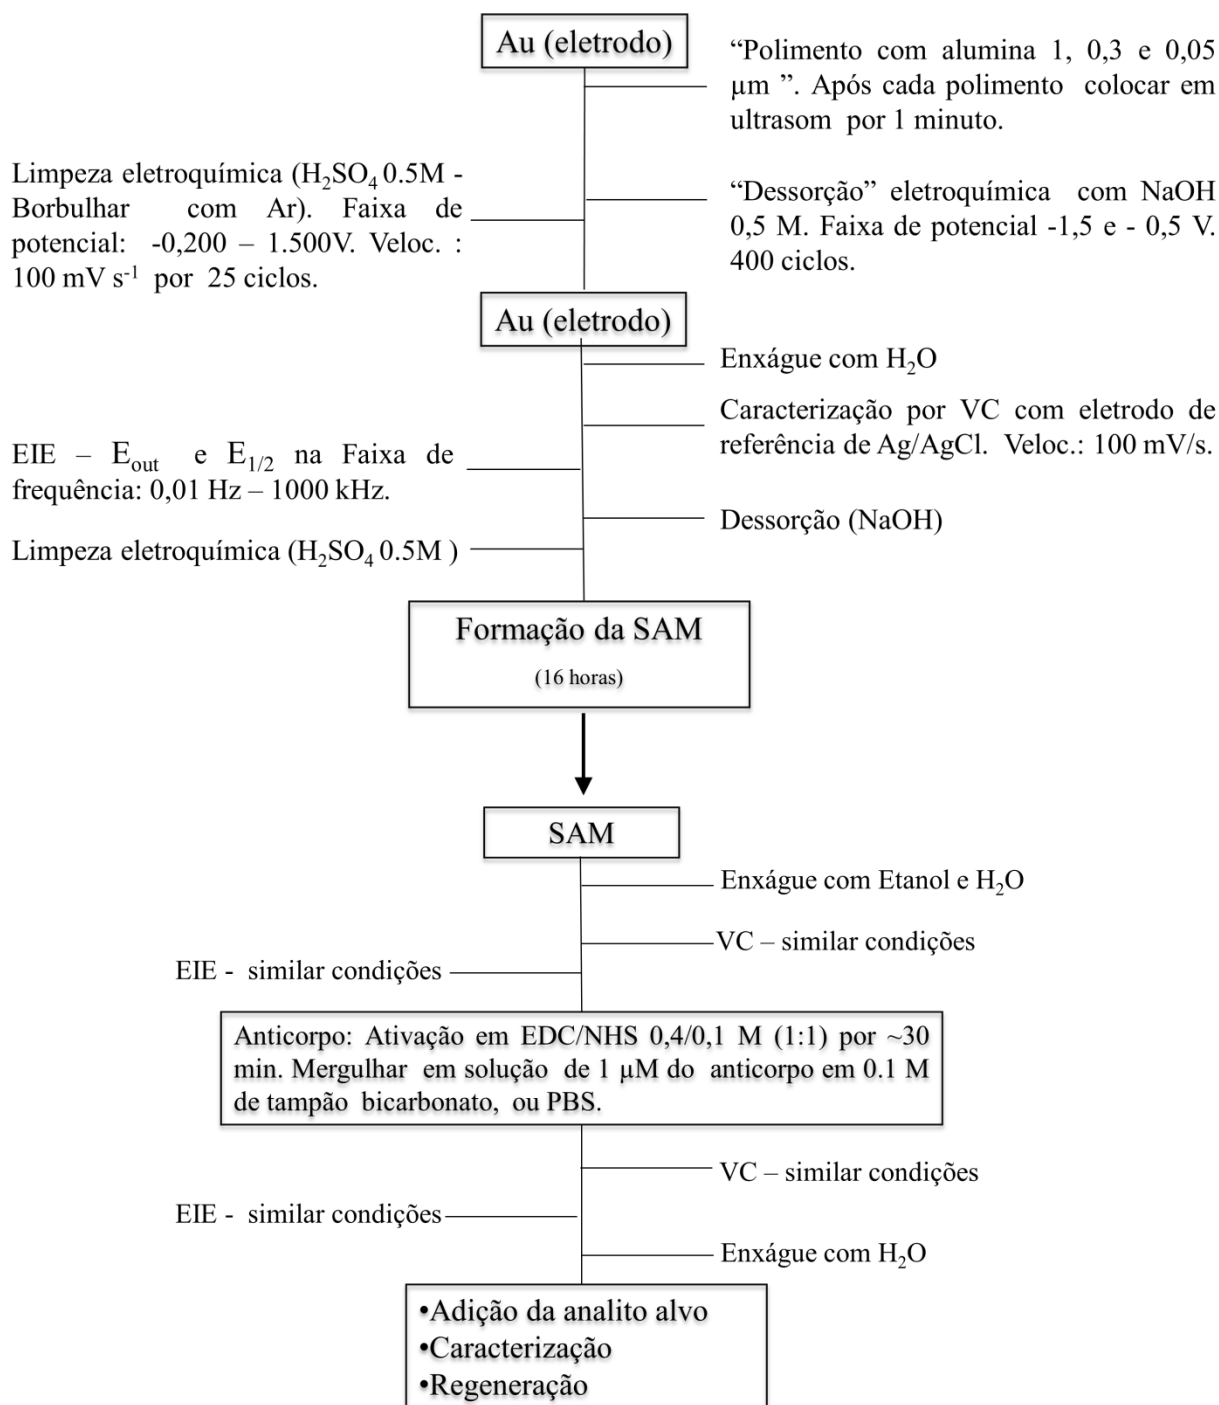 Au (eletrodo)
“Polimento com alumina 1, 0,3 e 0,05
µm ”. Após cada polimento colocar em
ultrasom por 1 minuto.
Limpeza eletroquímica (H₂SO₄ 0.5M -
Borbulhar com Ar). Faixa de
potencial: -0,200 – 1.500V. Veloc. :
100 mV s⁻¹ por 25 ciclos.
“Dessorção” eletroquímica com NaOH
0,5 M. Faixa de potencial -1,5 e - 0,5 V.
400 ciclos.
Au (eletrodo)
Enxágue com H₂O
Caracterização por VC com eletrodo de
referência de Ag/AgCl. Veloc.: 100 mV/s.
EIE – E_out e E_1/2 na Faixa de
frequência: 0,01 Hz – 1000 kHz.
Dessorção (NaOH)
Limpeza eletroquímica (H₂SO₄ 0.5M )
Formação da SAM
(16 horas)
SAM
Enxágue com Etanol e H₂O
VC – similar condições
EIE - similar condições
Anticorpo: Ativação em EDC/NHS 0,4/0,1 M (1:1) por ~30
min. Mergulhar em solução de 1 µM do anticorpo em 0.1 M
de tampão bicarbonato, ou PBS.
VC – similar condições
EIE - similar condições
Enxágue com H₂O
•Adição da analito alvo
•Caracterização
•Regeneração